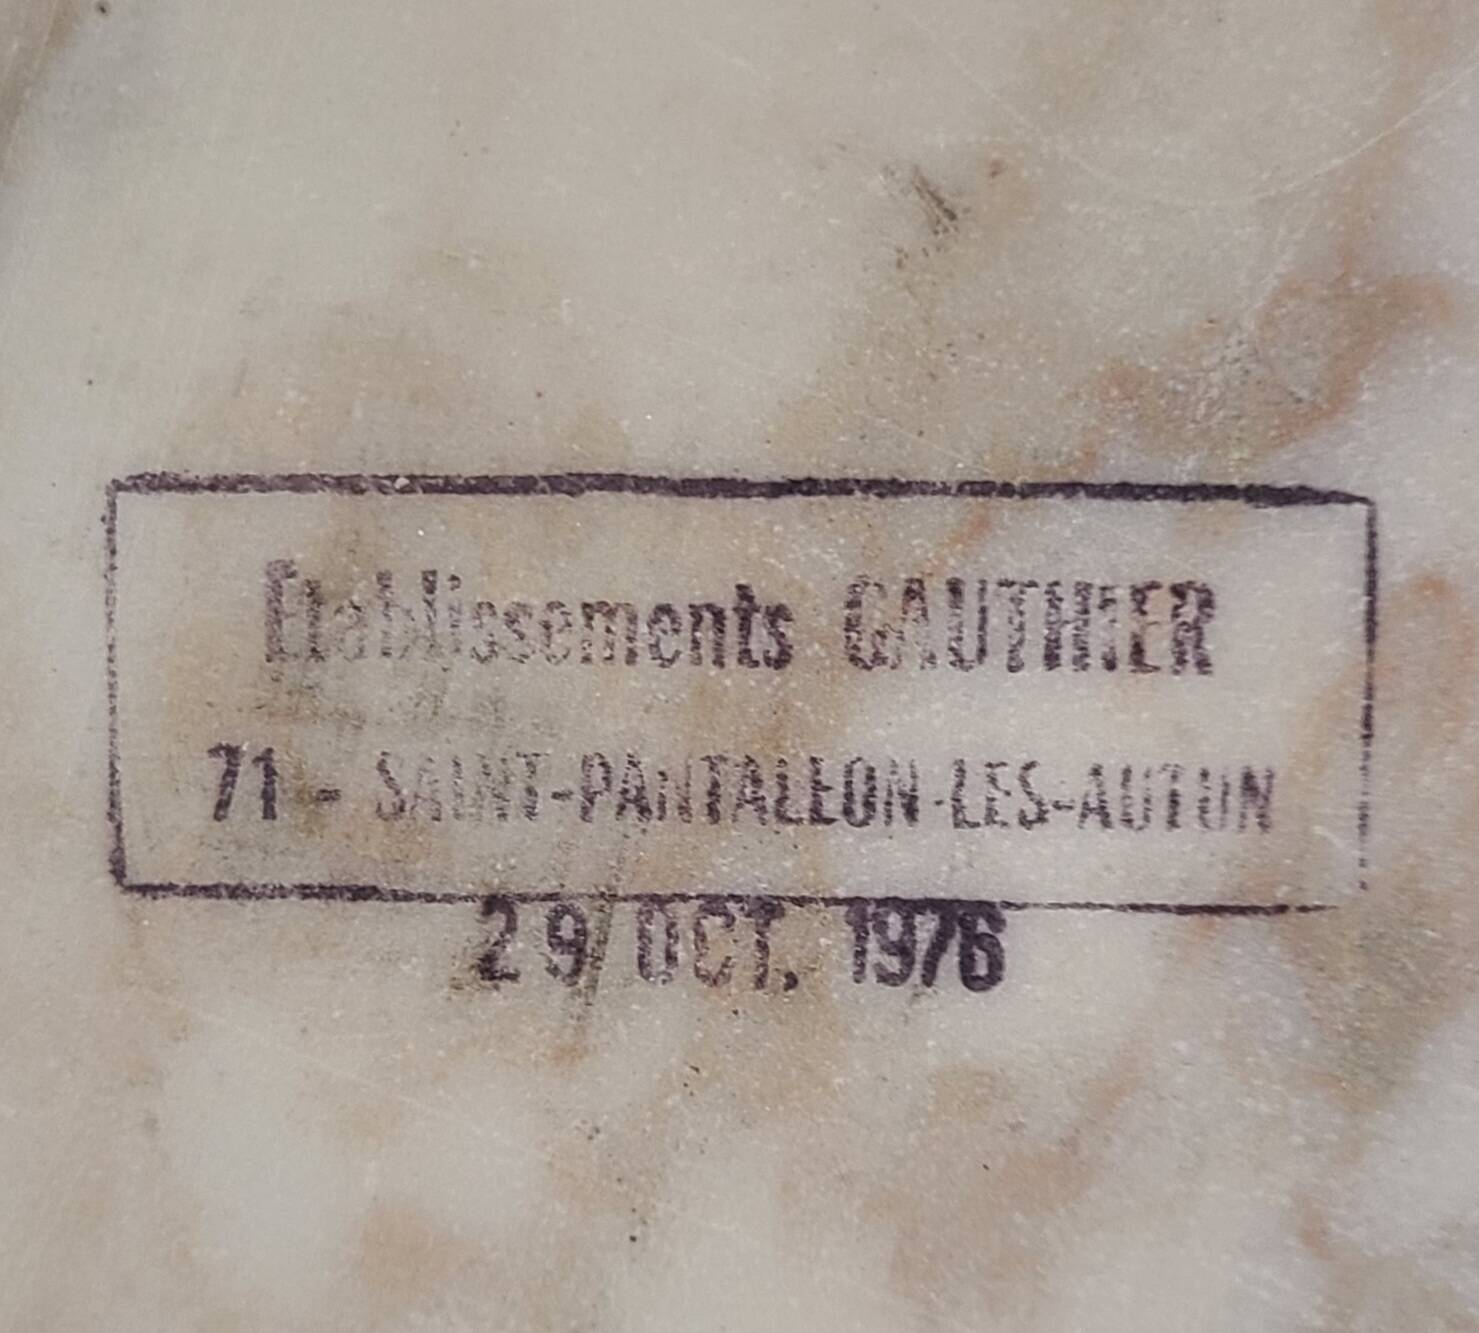 Etablissements GAUTHIER
71 - SAINT-PANTALEON-LES-AUTUN
29 OCT. 1976